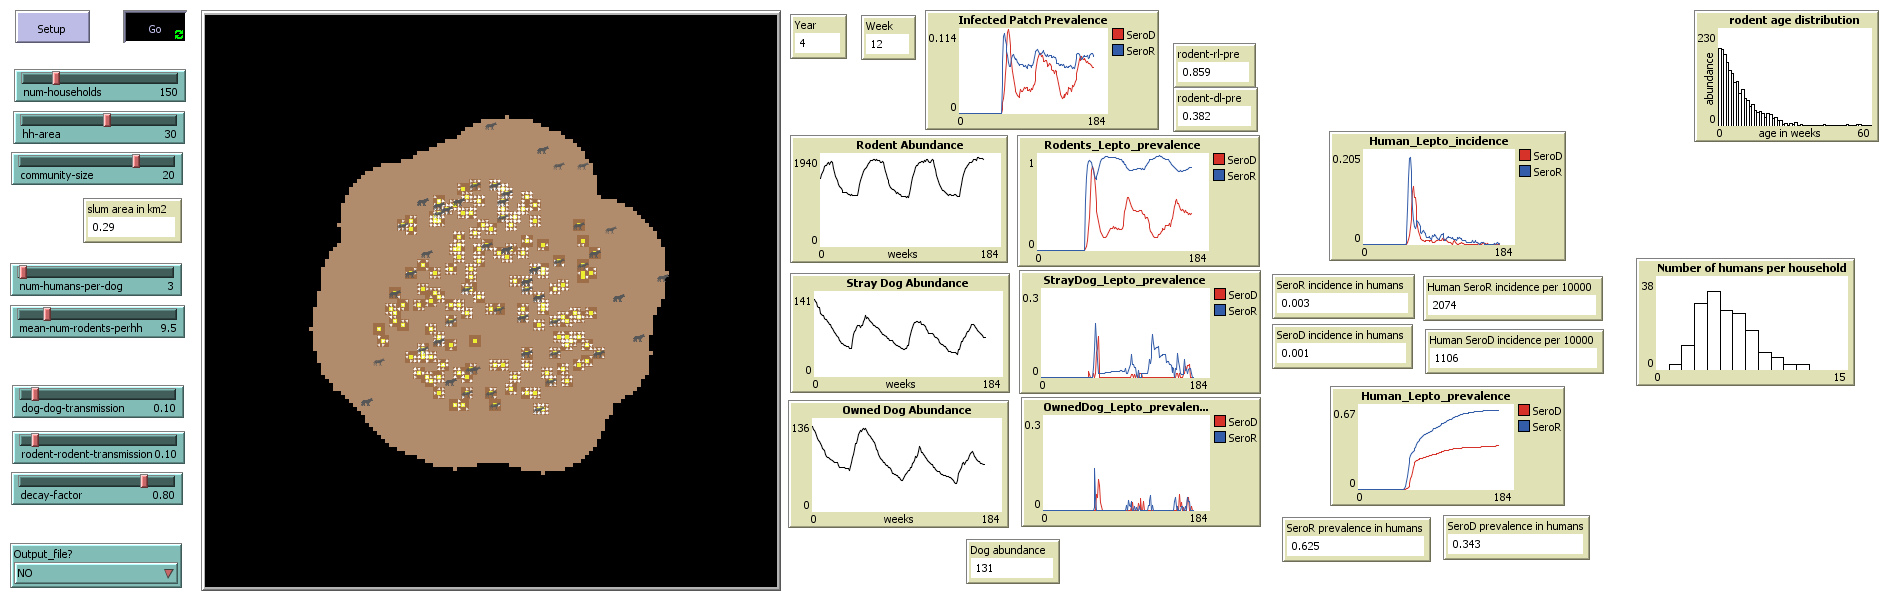 Setup
Go
num-households 150
hh-area 30
community-size 20
slum area in km2
0.29
num-humans-per-dog 3
mean-num-rodents-perhh 9.5
dog-dog-transmission 0.10
rodent-rodent-transmission 0.10
decay-factor 0.80
Output_file?
NO
Year
4
Week
12
Infected Patch Prevalence
0.114
0
0 184
SeroD
SeroR
rodent-rl-pre
0.859
rodent-dl-pre
0.382
Rodent Abundance
1940
0
0 weeks 184
Rodents_Lepto_prevalence
1
0
0 184
SeroD
SeroR
Stray Dog Abundance
141
0
0 weeks 184
StrayDog_Lepto_prevalence
0.3
0
0 184
SeroD
SeroR
Owned Dog Abundance
136
0
0 weeks 184
OwnedDog_Lepto_prevalen...
0.3
0
0 184
SeroD
SeroR
Dog abundance
131
Human_Lepto_incidence
0.205
0
0 184
SeroD
SeroR
SeroR incidence in humans
0.003
Human SeroR incidence per 10000
2074
SeroD incidence in humans
0.001
Human SeroD incidence per 10000
1106
Human_Lepto_prevalence
0.67
0
0 184
SeroD
SeroR
SeroR prevalence in humans
0.625
SeroD prevalence in humans
0.343
rodent age distribution
230
abundance
0
0 age in weeks 60
Number of humans per household
38
0
0 15